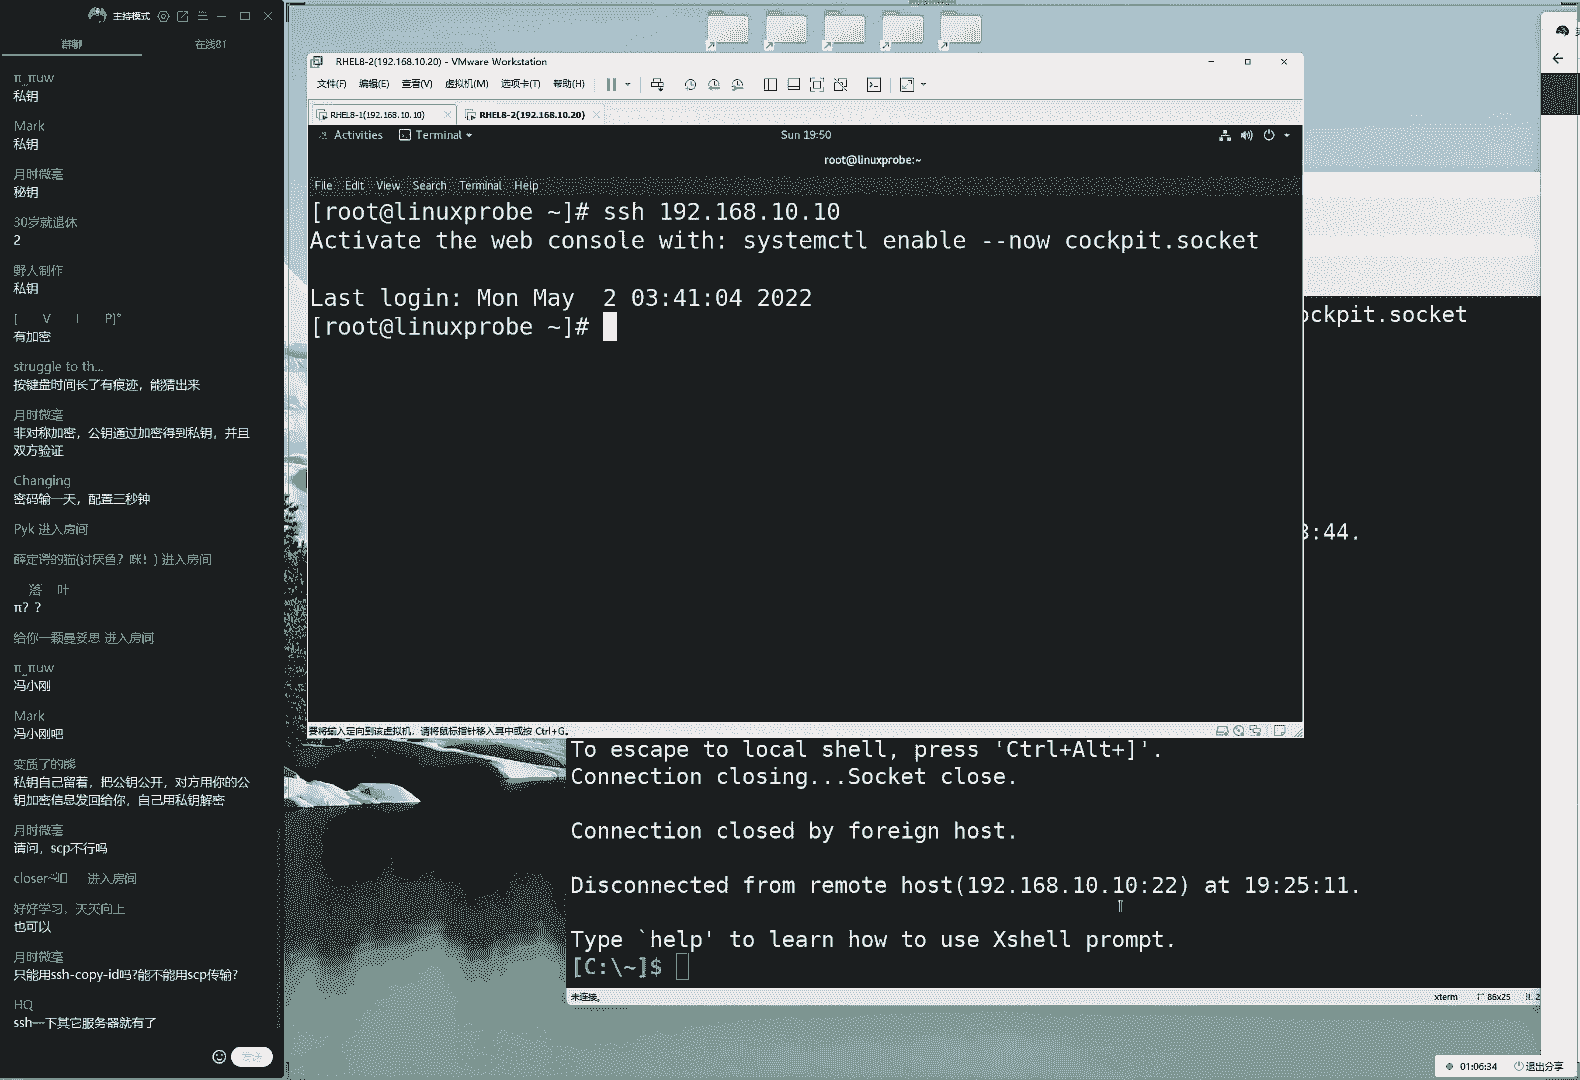 主持模式
群聊
在线81
π_πuw
私钥
Mark
私钥
月时微毫
秘钥
30岁就退休
2
野人制作
私钥
[ V I P]°
有加密
struggle to th...
按键盘时间长了有痕迹，能猜出来
月时微毫
非对称加密，公钥通过加密得到私钥，并且
双方验证
Changing
密码输一天，配置三秒钟
Pyk 进入房间
薛定谔的猫(讨厌鱼？咪！) 进入房间
落 叶
π? ?
给你一颗曼妥思 进入房间
π_πuw
冯小刚
Mark
冯小刚吧
变质了的熊
私钥自己留着，把公钥公开，对方用你的公
钥加密信息发回给你，自己用私钥解密
月时微毫
请问，scp不行吗
进入房间
好好学习，天天向上
也可以
月时微毫
只能用ssh-copy-id吗?能不能用scp传输?
HQ
ssh一下其它服务器就有了
发送
RHEL8-2(192.168.10.20) - VMware Workstation
文件(F) 编辑(E) 查看(V) 虚拟机(M) 选项卡(T) 帮助(H)
RHEL8-1(192.168.10.10)
RHEL8-2(192.168.10.20)
Activities Terminal
Sun 19:50
root@linuxprobe:~
File Edit View Search Terminal Help
[root@linuxprobe ~]# ssh 192.168.10.10
Activate the web console with: systemctl enable --now cockpit.socket
Last login: Mon May  2 03:41:04 2022
[root@linuxprobe ~]#
要将输入定向到该虚拟机，请将鼠标指针移入其中或按 Ctrl+G。
ockpit.socket
:44.
To escape to local shell, press 'Ctrl+Alt+]'.
Connection closing...Socket close.
Connection closed by foreign host.
Disconnected from remote host(192.168.10.10:22) at 19:25:11.
Type `help' to learn how to use Xshell prompt.
[C:\~]$
未连接。
xterm
86x25
01:06:34
退出分享